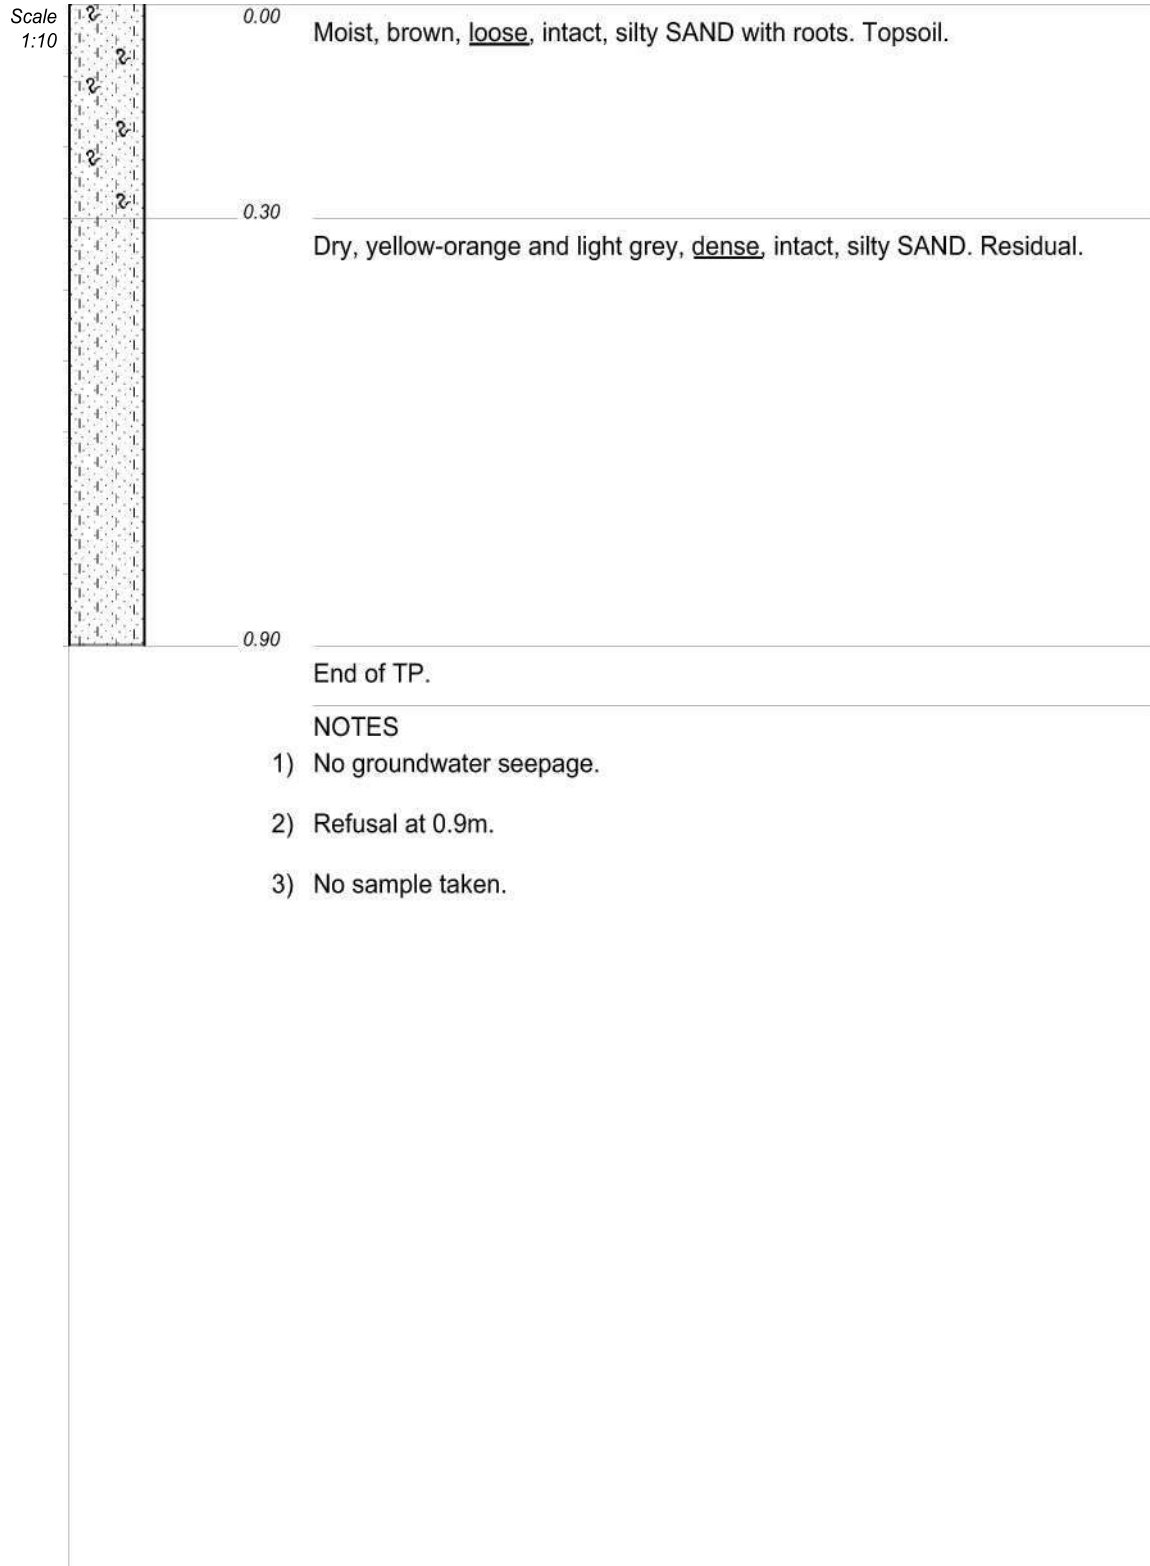 Scale
1:10
0.00
Moist, brown, loose, intact, silty SAND with roots. Topsoil.
0.30
Dry, yellow-orange and light grey, dense, intact, silty SAND. Residual.
0.90
End of TP.
NOTES
1) No groundwater seepage.
2) Refusal at 0.9m.
3) No sample taken.